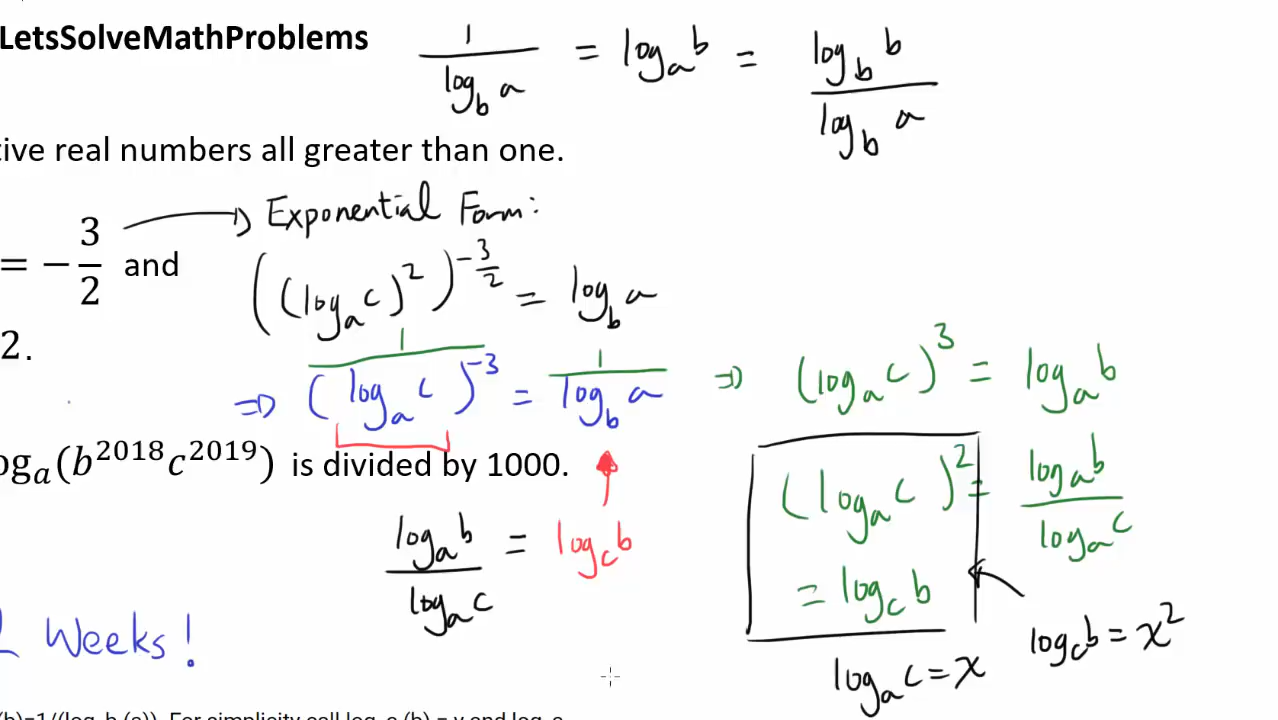 LetsSolveMathProblems
1/(log_b a) = log_a b = (log_b b)/(log_b a)
tive real numbers all greater than one.
= −3/2 and → Exponential Form:
((log_a c)^2)^(−3/2) = log_b a
2.
⇒ 1/(log_a c)^(−3) = 1/(log_b a) ⇒ (log_a c)^3 = log_a b
og_a(b^2018 c^2019) is divided by 1000.
(log_a c)^2 = (log_a b)/(log_a c)
(log_a b)/(log_a c) = log_c b
= log_c b
Weeks!
log_c b = x^2
log_a c = x